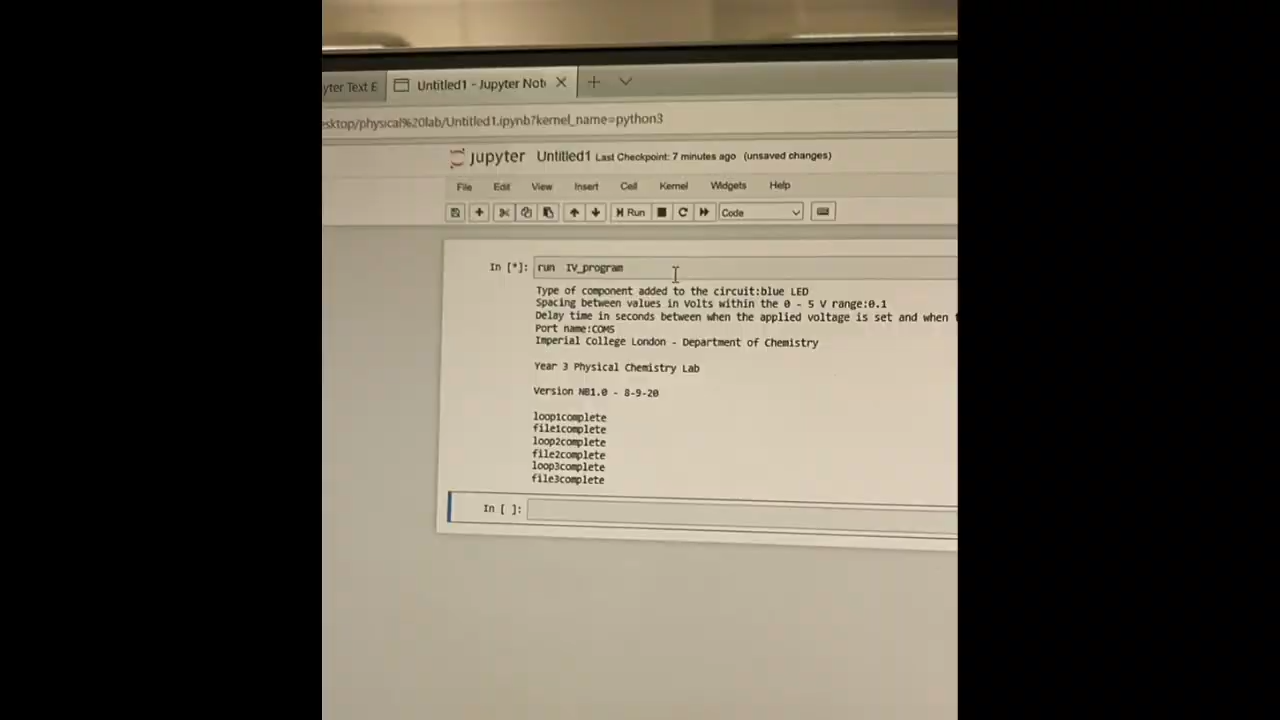 yter Text E
Untitled1 - Jupyter Not
esktop/physical%20lab/Untitled1.ipynb?kernel_name=python3
jupyter Untitled1 Last Checkpoint: 7 minutes ago (unsaved changes)
File Edit View Insert Cell Kernel Widgets Help
Run Code
In [*]: run IV_program
Type of component added to the circuit:blue LED
Spacing between values in Volts within the 0 - 5 V range:0.1
Delay time in seconds between when the applied voltage is set and when
Port name:COM5
Imperial College London - Department of Chemistry
Year 3 Physical Chemistry Lab
Version NB1.0 - 8-9-20
loop1complete
file1complete
loop2complete
file2complete
loop3complete
file3complete
In [ ]: